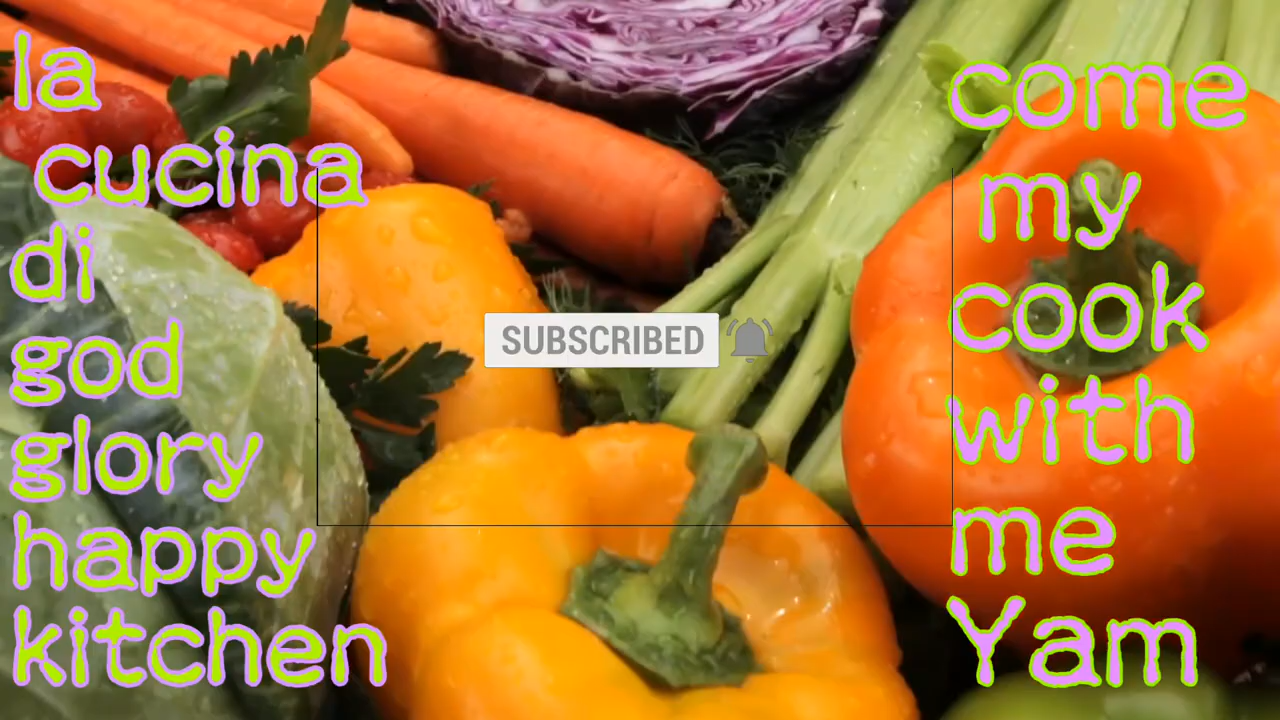 la
cucina
di
god
glory
happy
kitchen
SUBSCRIBED
come
my
cook
with
me
Yam